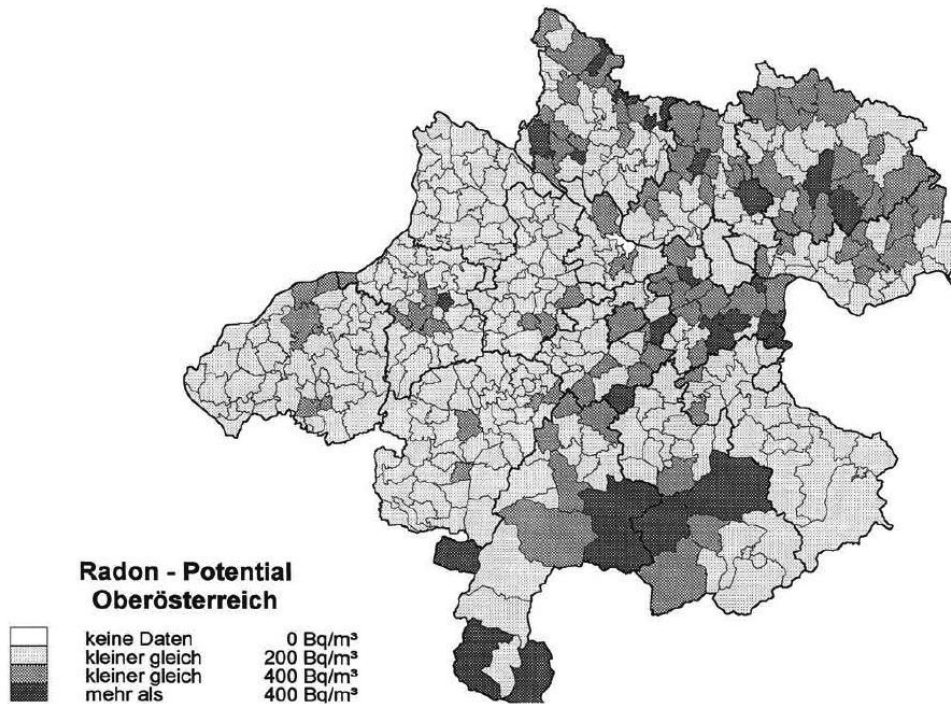 Radon - Potential
Oberösterreich
keine Daten 0 Bq/m³
kleiner gleich 200 Bq/m³
kleiner gleich 400 Bq/m³
mehr als 400 Bq/m³